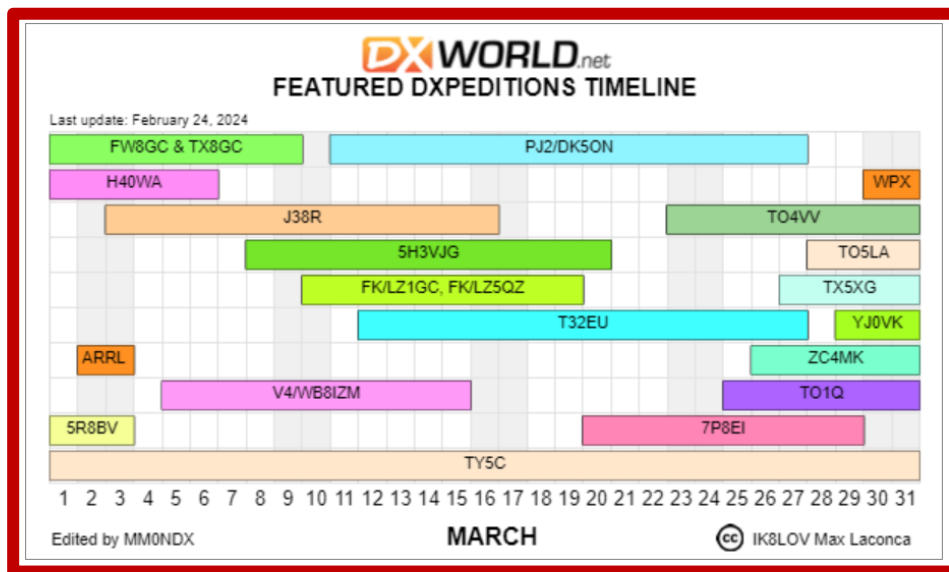 DX WORLD.net
FEATURED DXPEDITIONS TIMELINE
Last update: February 24, 2024
FW8GC & TX8GC PJ2/DK5ON
H40WA WPX
J38R TO4VV
5H3VJG TO5LA
FK/LZ1GC, FK/LZ5QZ TX5XG
T32EU YJ0VK
ARRL ZC4MK
V4/WB8IZM TO1Q
5R8BV 7P8EI
TY5C
1 2 3 4 5 6 7 8 9 10 11 12 13 14 15 16 17 18 19 20 21 22 23 24 25 26 27 28 29 30 31
Edited by MM0NDX MARCH cc IK8LOV Max Laconca